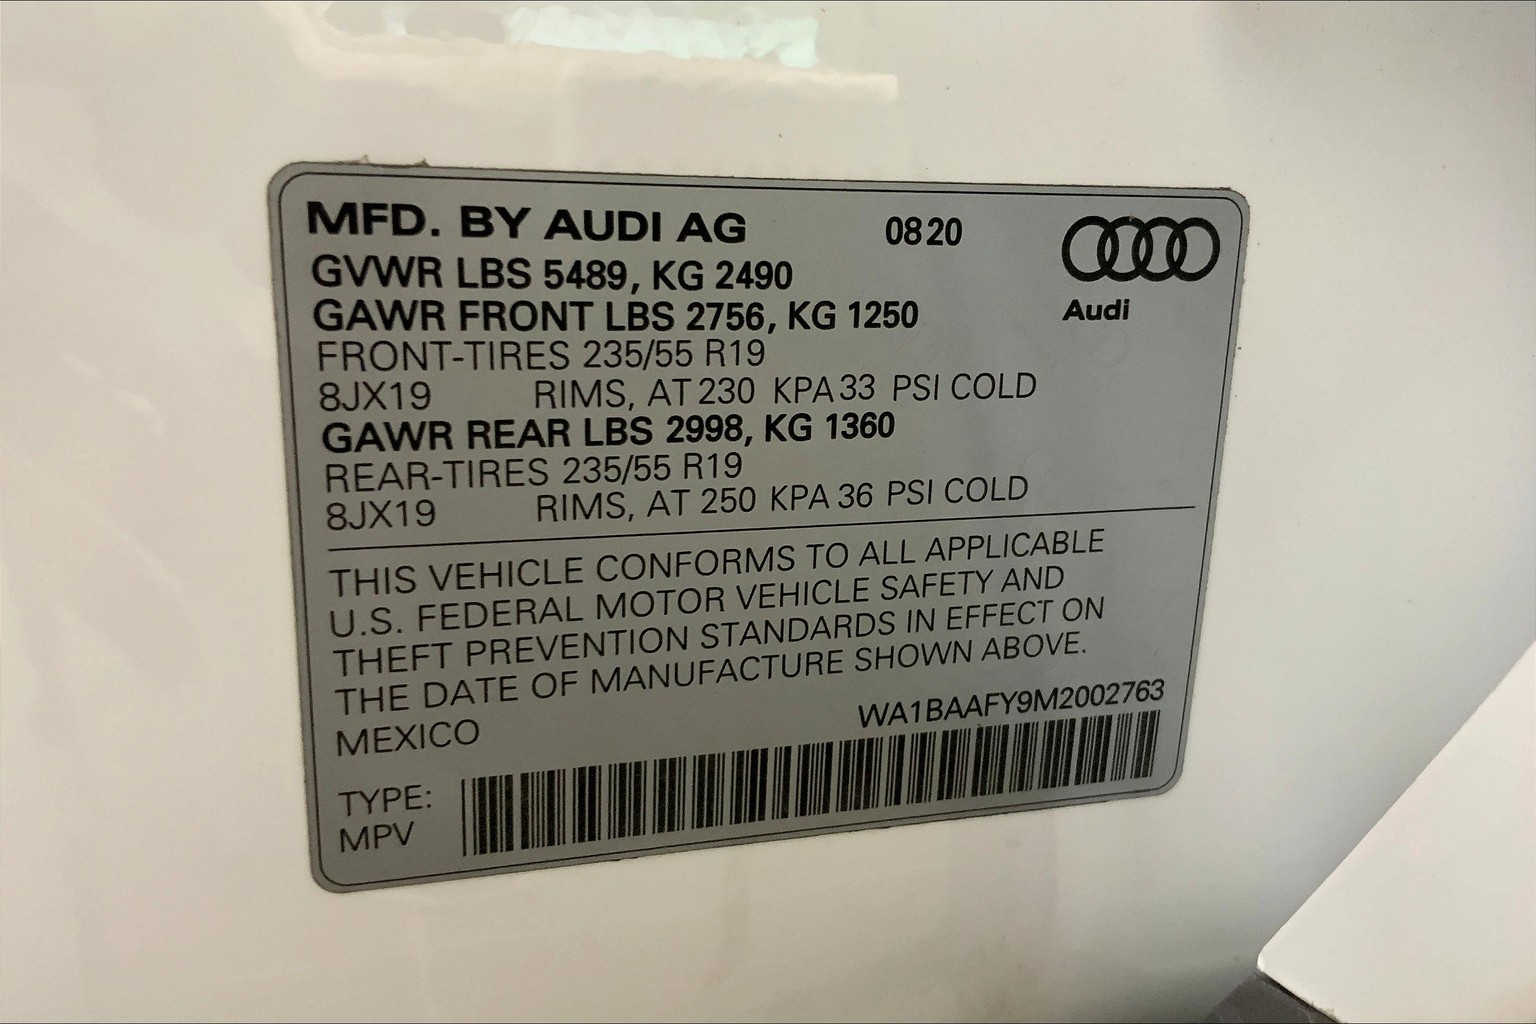 MFD. BY AUDI AG 08 20
GVWR LBS 5489, KG 2490
GAWR FRONT LBS 2756, KG 1250
Audi
FRONT-TIRES 235/55 R19
8JX19 RIMS, AT 230 KPA 33 PSI COLD
GAWR REAR LBS 2998, KG 1360
REAR-TIRES 235/55 R19
8JX19 RIMS, AT 250 KPA 36 PSI COLD
THIS VEHICLE CONFORMS TO ALL APPLICABLE
U.S. FEDERAL MOTOR VEHICLE SAFETY AND
THEFT PREVENTION STANDARDS IN EFFECT ON
THE DATE OF MANUFACTURE SHOWN ABOVE.
MEXICO WA1BAAFY9M2002763
TYPE:
MPV